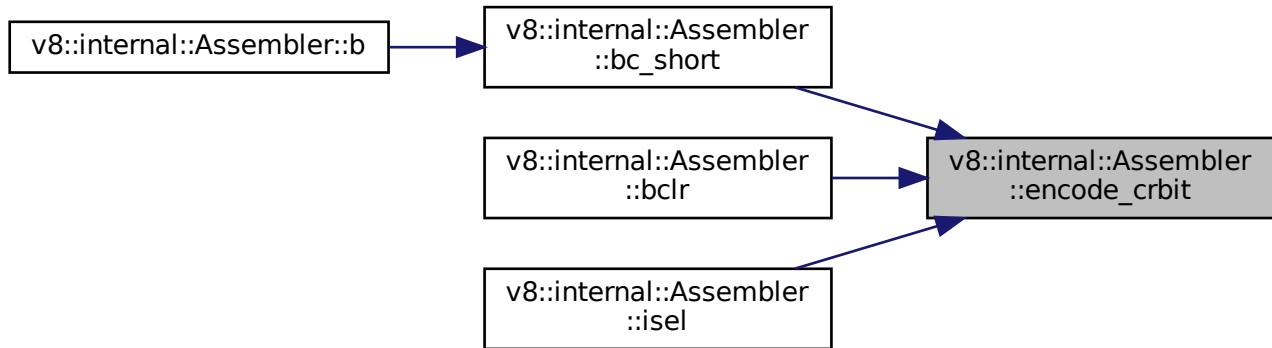 v8::internal::Assembler::b
v8::internal::Assembler
::bc_short
v8::internal::Assembler
::bclr
v8::internal::Assembler
::isel
v8::internal::Assembler
::encode_crbit